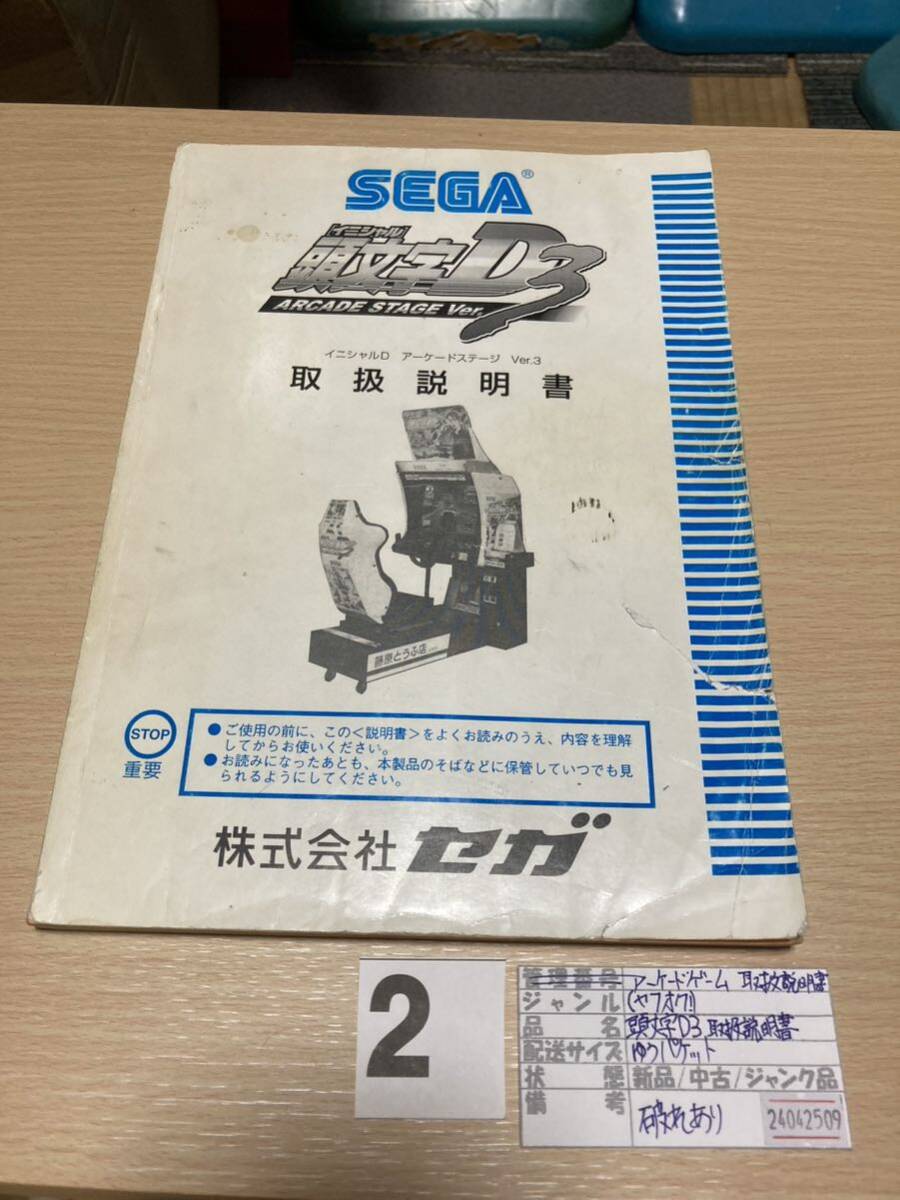 SEGA®
イニシャル
頭文字D3
ARCADE STAGE Ver.
イニシャルD アーケードステージ Ver.3
取扱説明書
藤原とうふ店
STOP
重要
●ご使用の前に、この<説明書>をよくお読みのうえ、内容を理解
してからお使いください。
●お読みになったあとも、本製品のそばなどに保管していつでも見
られるようにしてください。
株式会社 セガ
2
管理番号 アーケードゲーム 取扱説明書
ジャンル (ヤフオク!)
品名 頭文字D3 取扱説明書
配送サイズ ゆうパケット
状態 新品/中古/ジャンク品
備考 破れあり 24042509